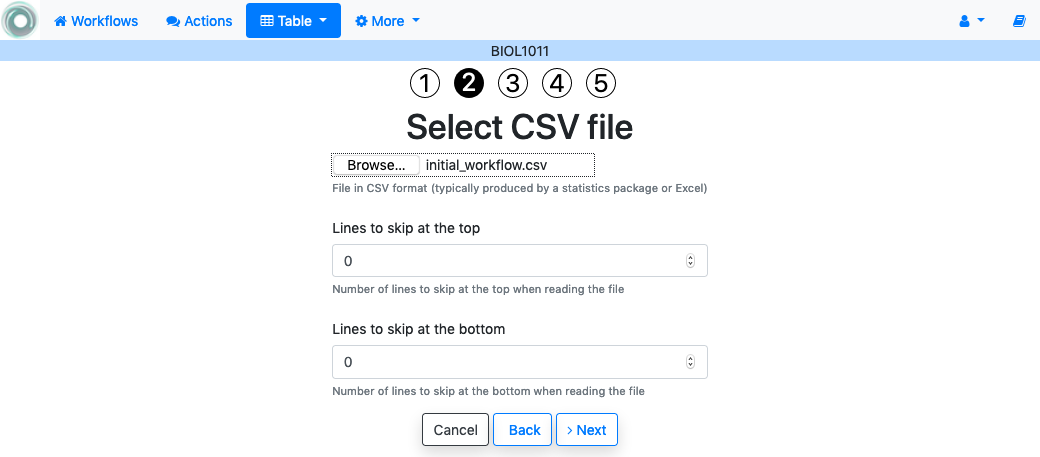 Workflows Actions Table More
BIOL1011
1 2 3 4 5
Select CSV file
Browse... initial_workflow.csv
File in CSV format (typically produced by a statistics package or Excel)
Lines to skip at the top
0
Number of lines to skip at the top when reading the file
Lines to skip at the bottom
0
Number of lines to skip at the bottom when reading the file
Cancel Back Next